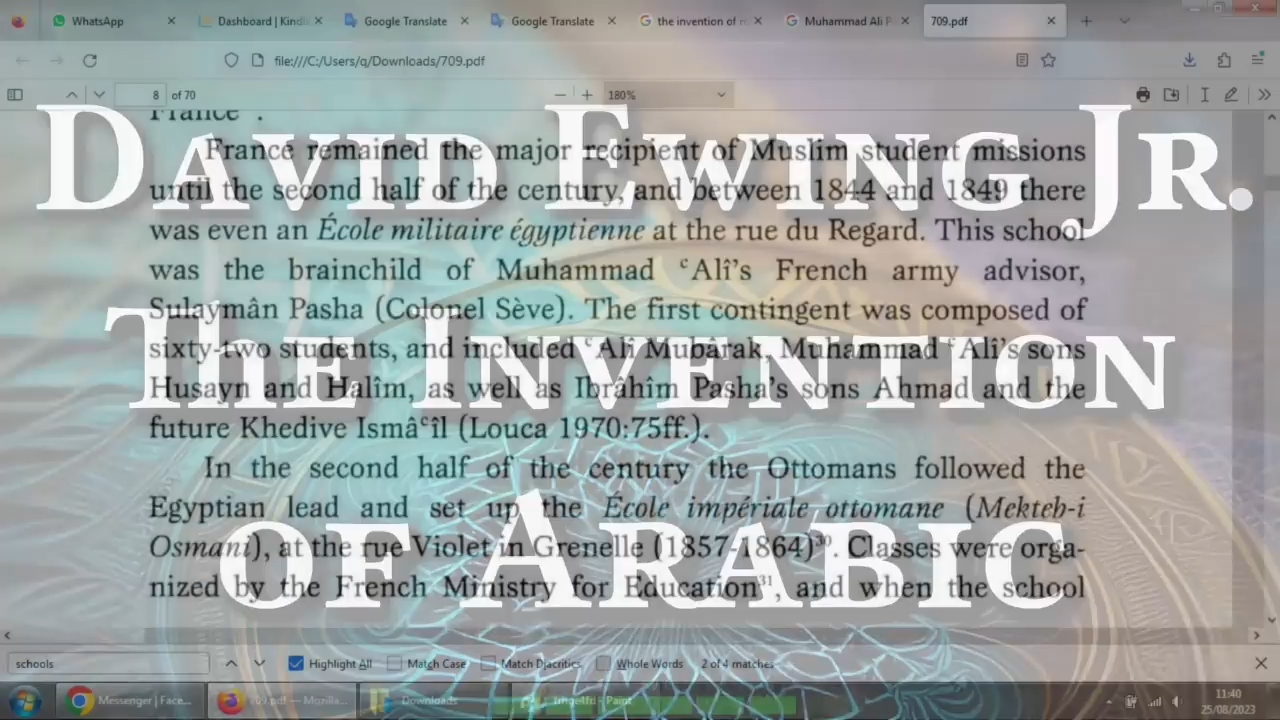 WhatsApp
Dashboard | Kindl
Google Translate
Google Translate
the invention of
Muhammad Ali P
709.pdf
file:///C:/Users/q/Downloads/709.pdf
8 of 70
180%
France".
DAVID EWING JR.
France remained the major recipient of Muslim student missions
until the second half of the century, and between 1844 and 1849 there
was even an École militaire égyptienne at the rue du Regard. This school
was the brainchild of Muhammad ʿAlî's French army advisor,
Sulaymân Pasha (Colonel Sève). The first contingent was composed of
THE INVENTION
sixty-two students, and included ʿAlî Mubârak, Muhammad ʿAlî's sons
Husayn and Halîm, as well as Ibrâhîm Pasha's sons Ahmad and the
future Khedive Ismâʿîl (Louca 1970:75ff.).
In the second half of the century the Ottomans followed the
Egyptian lead and set up the École impériale ottomane (Mekteb-i
OF ARABIC
Osmani), at the rue Violet in Grenelle (1857-1864)³⁰. Classes were orga-
nized by the French Ministry for Education³¹, and when the school
schools
Highlight All
Match Case
Match Diacritics
Whole Words
2 of 4 matches
Messenger | Face...
709.pdf — Mozilla...
Downloads
- Paint
11:40
25/08/2023